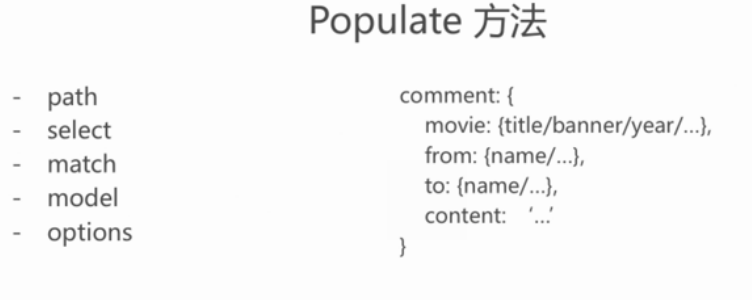 Populate 方法
- path
- select
- match
- model
- options
comment: {
movie: {title/banner/year/...},
from: {name/...},
to: {name/...},
content: ‘...’
}